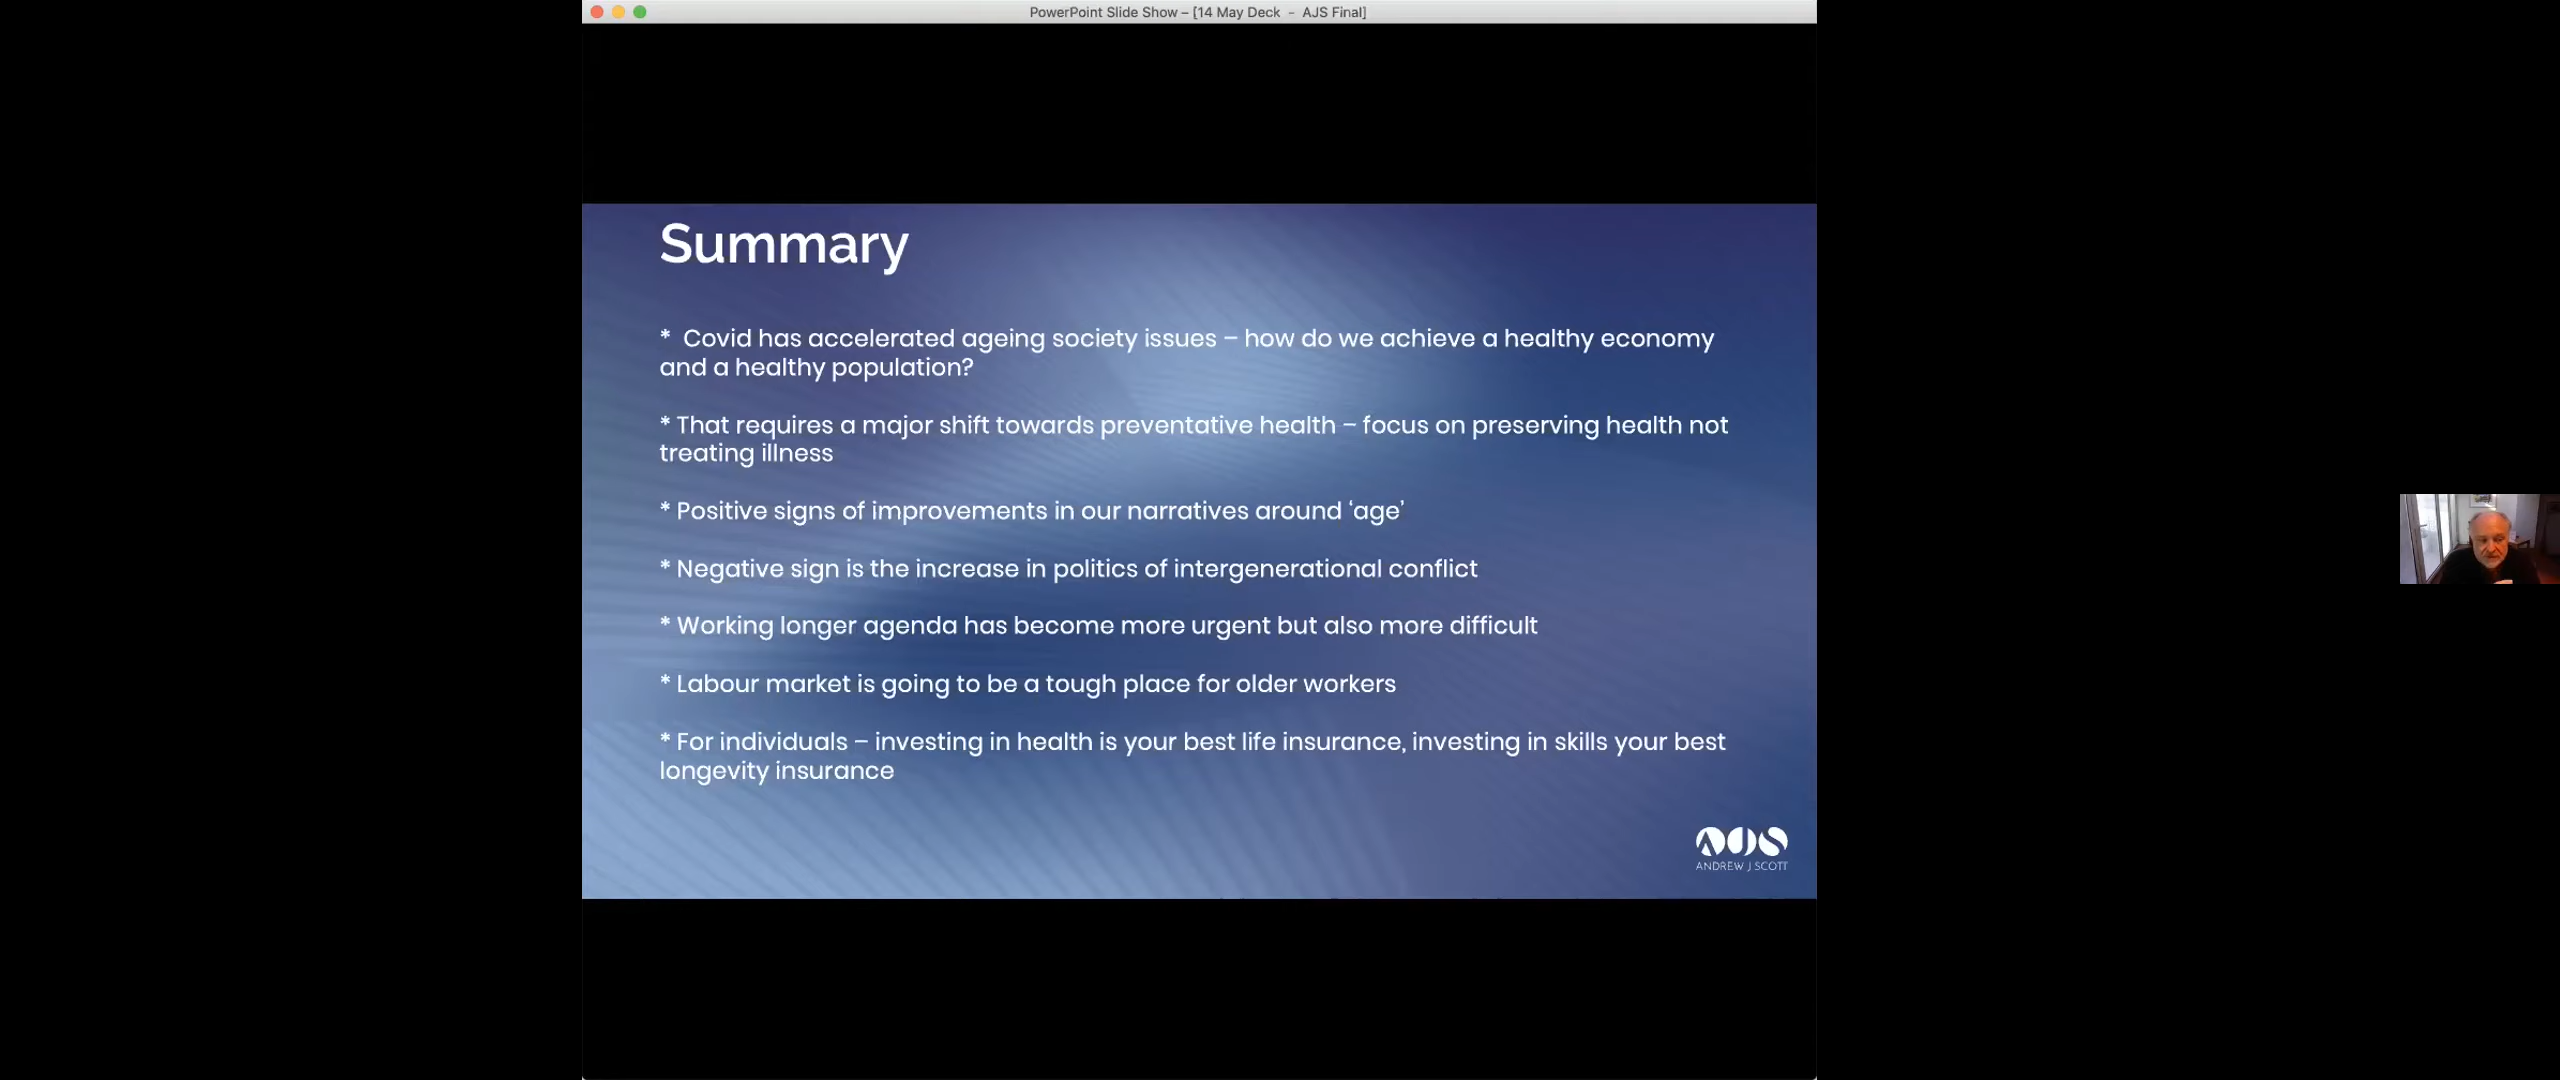 PowerPoint Slide Show – [14 May Deck - AJS Final]
Summary
* Covid has accelerated ageing society issues – how do we achieve a healthy economy
and a healthy population?
* That requires a major shift towards preventative health – focus on preserving health not
treating illness
* Positive signs of improvements in our narratives around ‘age’
* Negative sign is the increase in politics of intergenerational conflict
* Working longer agenda has become more urgent but also more difficult
* Labour market is going to be a tough place for older workers
* For individuals – investing in health is your best life insurance, investing in skills your best
longevity insurance
AJS
ANDREW J SCOTT